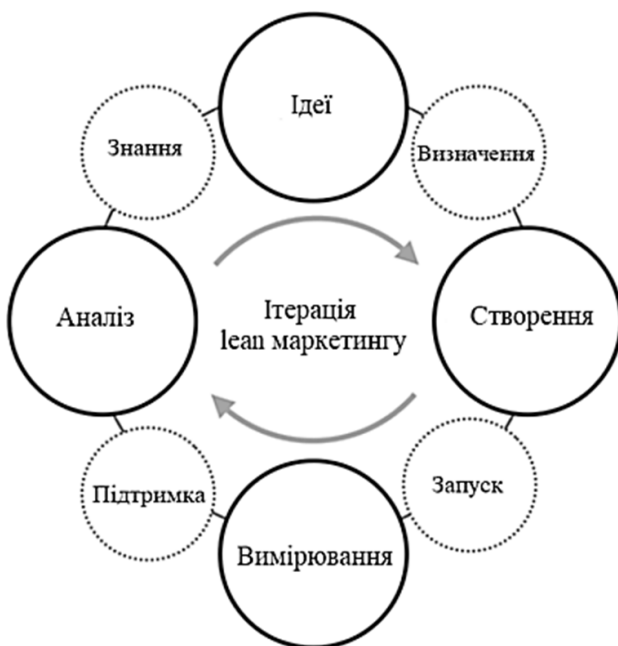 Ідеї
Знання
Визначення
Аналіз
Ітерація
lean маркетингу
Створення
Підтримка
Запуск
Вимірювання